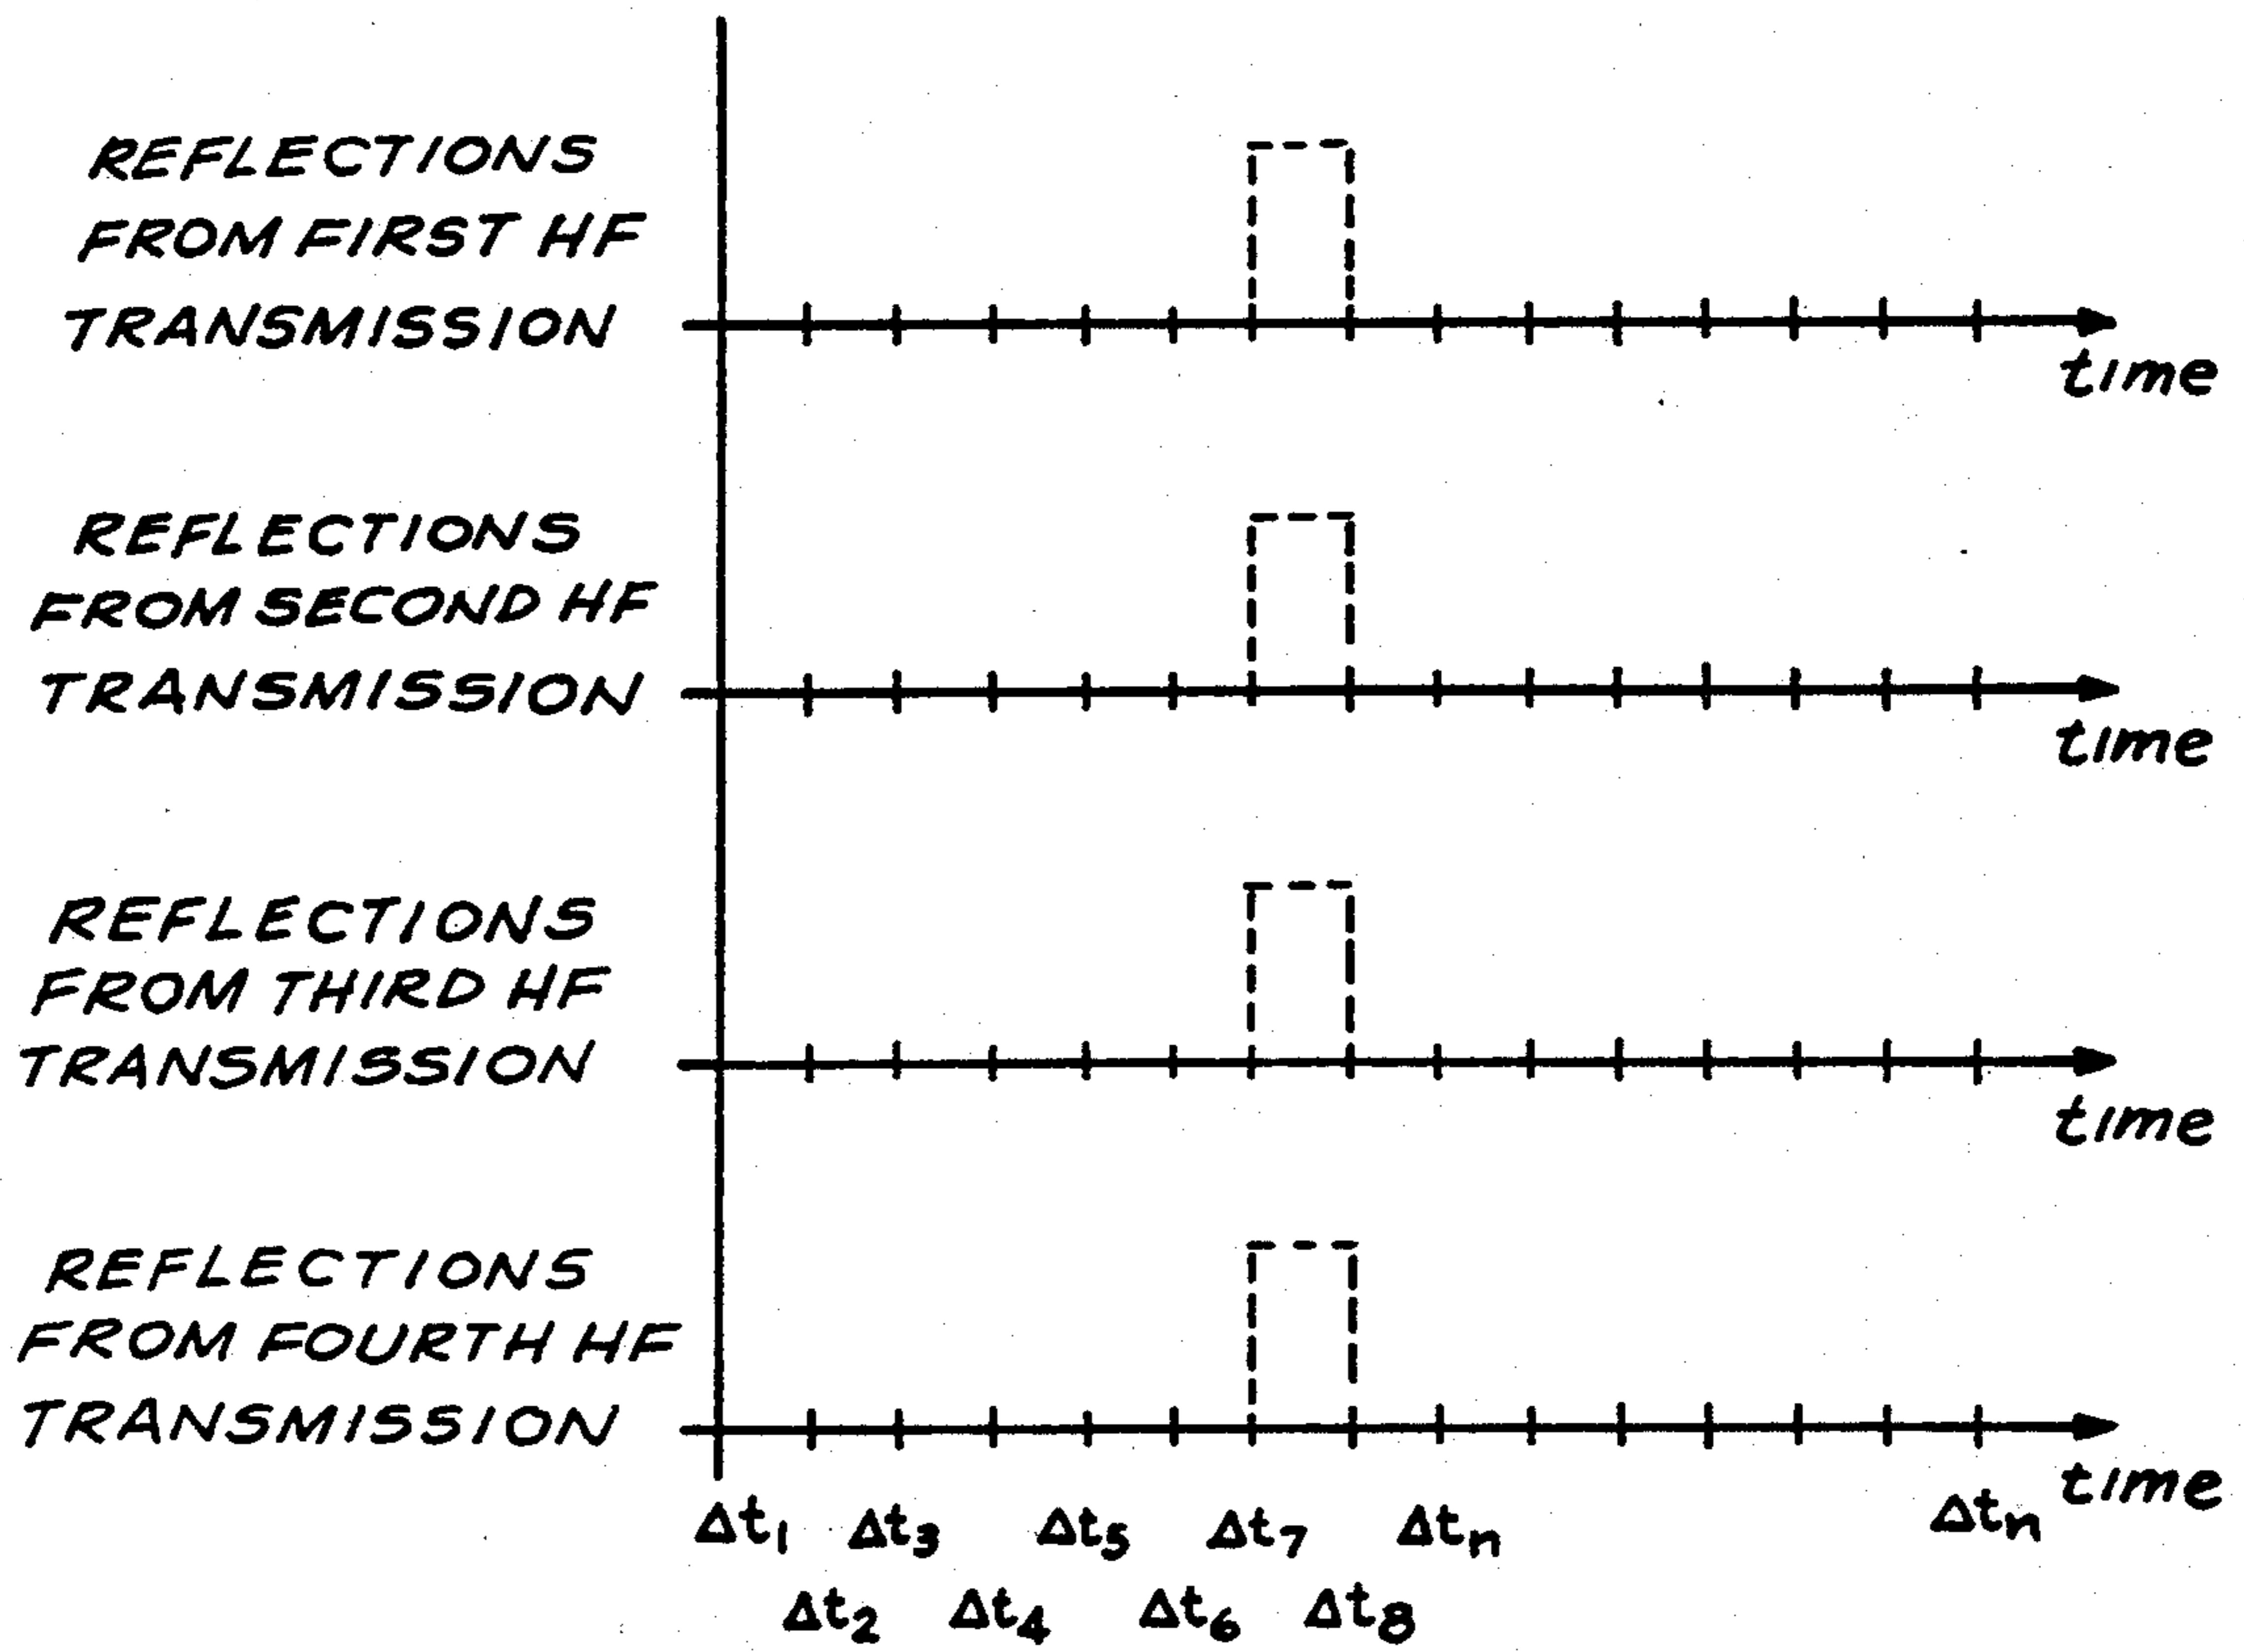 REFLECTIONS
FROM FIRST HF
TRANSMISSION
time
REFLECTIONS
FROM SECOND HF
TRANSMISSION
time
REFLECTIONS
FROM THIRD HF
TRANSMISSION
time
REFLECTIONS
FROM FOURTH HF
TRANSMISSION
time
Δt₁ Δt₃ Δt₅ Δt₇ Δtₙ Δtₙ
Δt₂ Δt₄ Δt₆ Δt₈